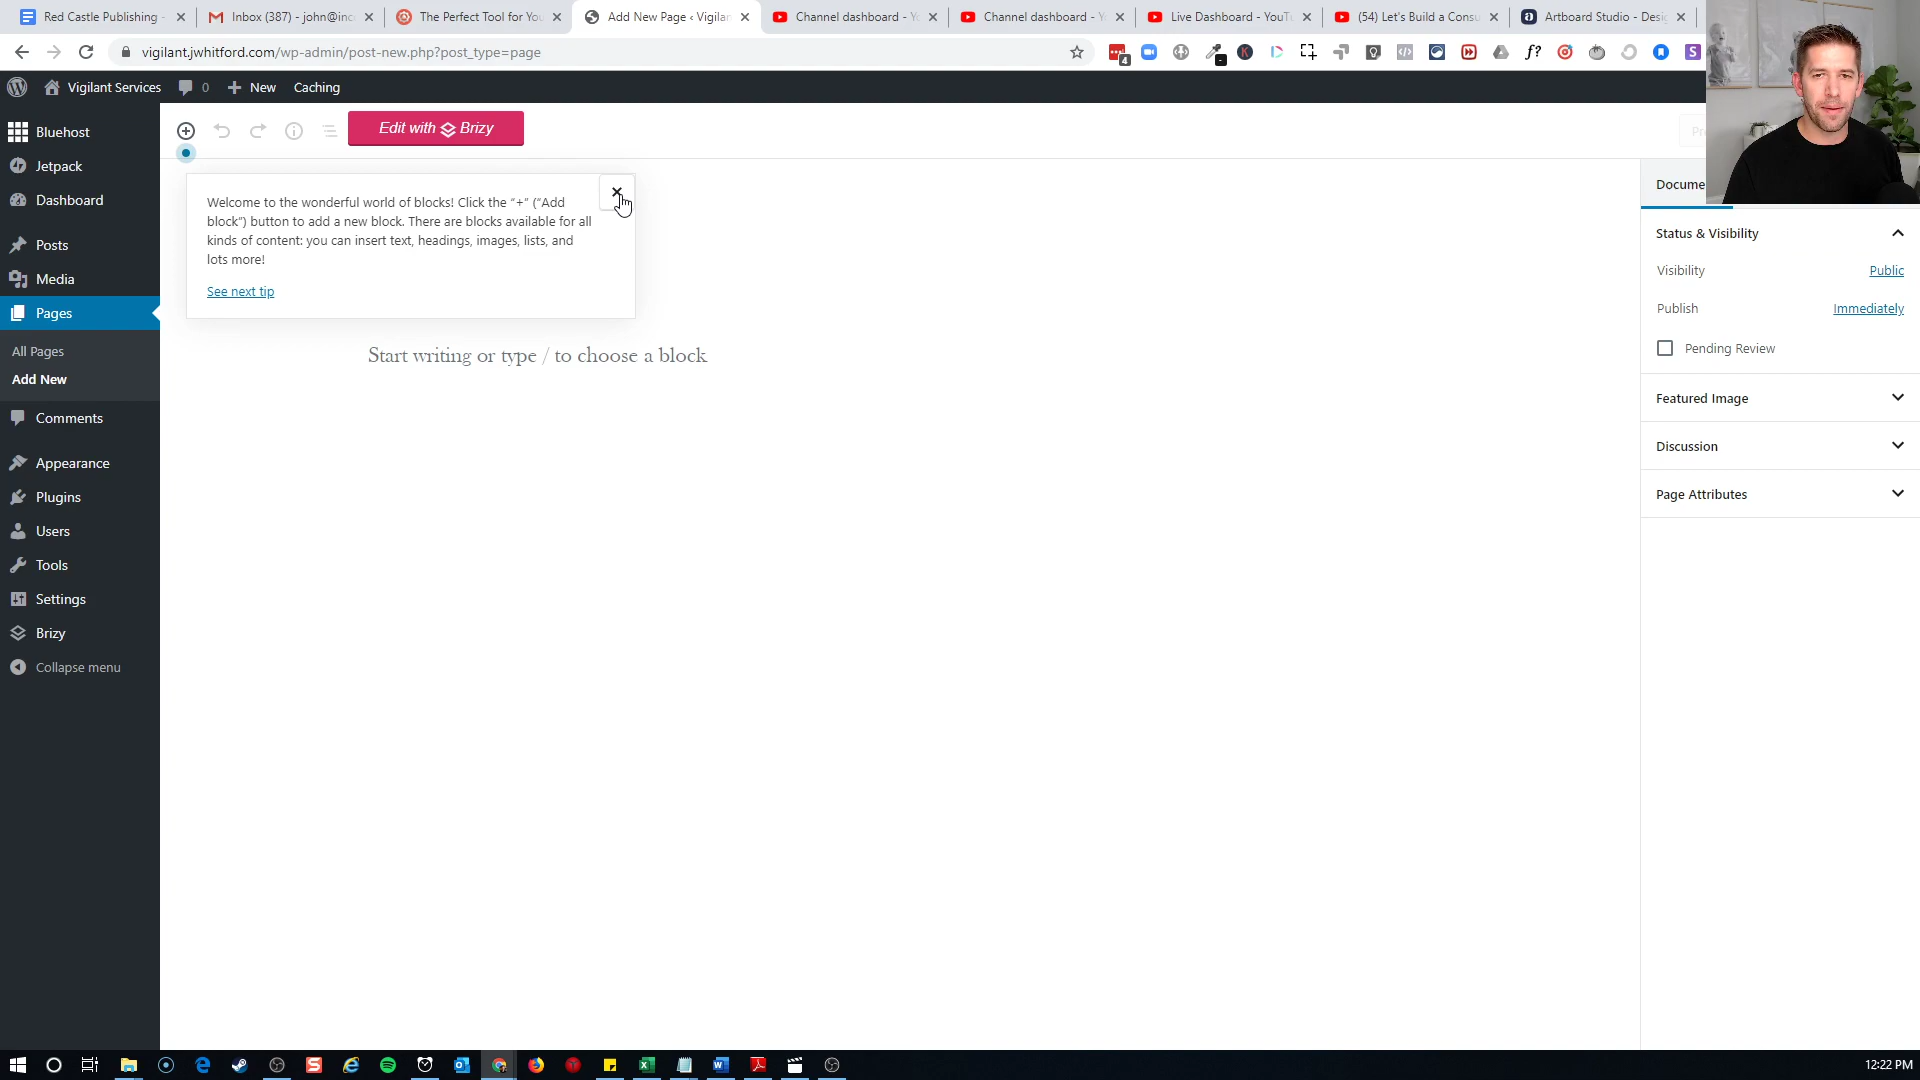 Red Castle Publishing -
Inbox (387) - john@inc
The Perfect Tool for You
Add New Page ‹ Vigilan
Channel dashboard - Yo
Channel dashboard - Yo
Live Dashboard - YouTu
(54) Let's Build a Consu
Artboard Studio - Desig
vigilant.jwhitford.com/wp-admin/post-new.php?post_type=page
4
Vigilant Services
0
New
Caching
Bluehost
Jetpack
Dashboard
Posts
Media
Pages
All Pages
Add New
Comments
Appearance
Plugins
Users
Tools
Settings
Brizy
Collapse menu
Edit with Brizy
Welcome to the wonderful world of blocks! Click the “+” (“Add
block”) button to add a new block. There are blocks available for all
kinds of content: you can insert text, headings, images, lists, and
lots more!
See next tip
Start writing or type / to choose a block
Pre
Docume
Status & Visibility
Visibility
Public
Publish
Immediately
Pending Review
Featured Image
Discussion
Page Attributes
12:22 PM